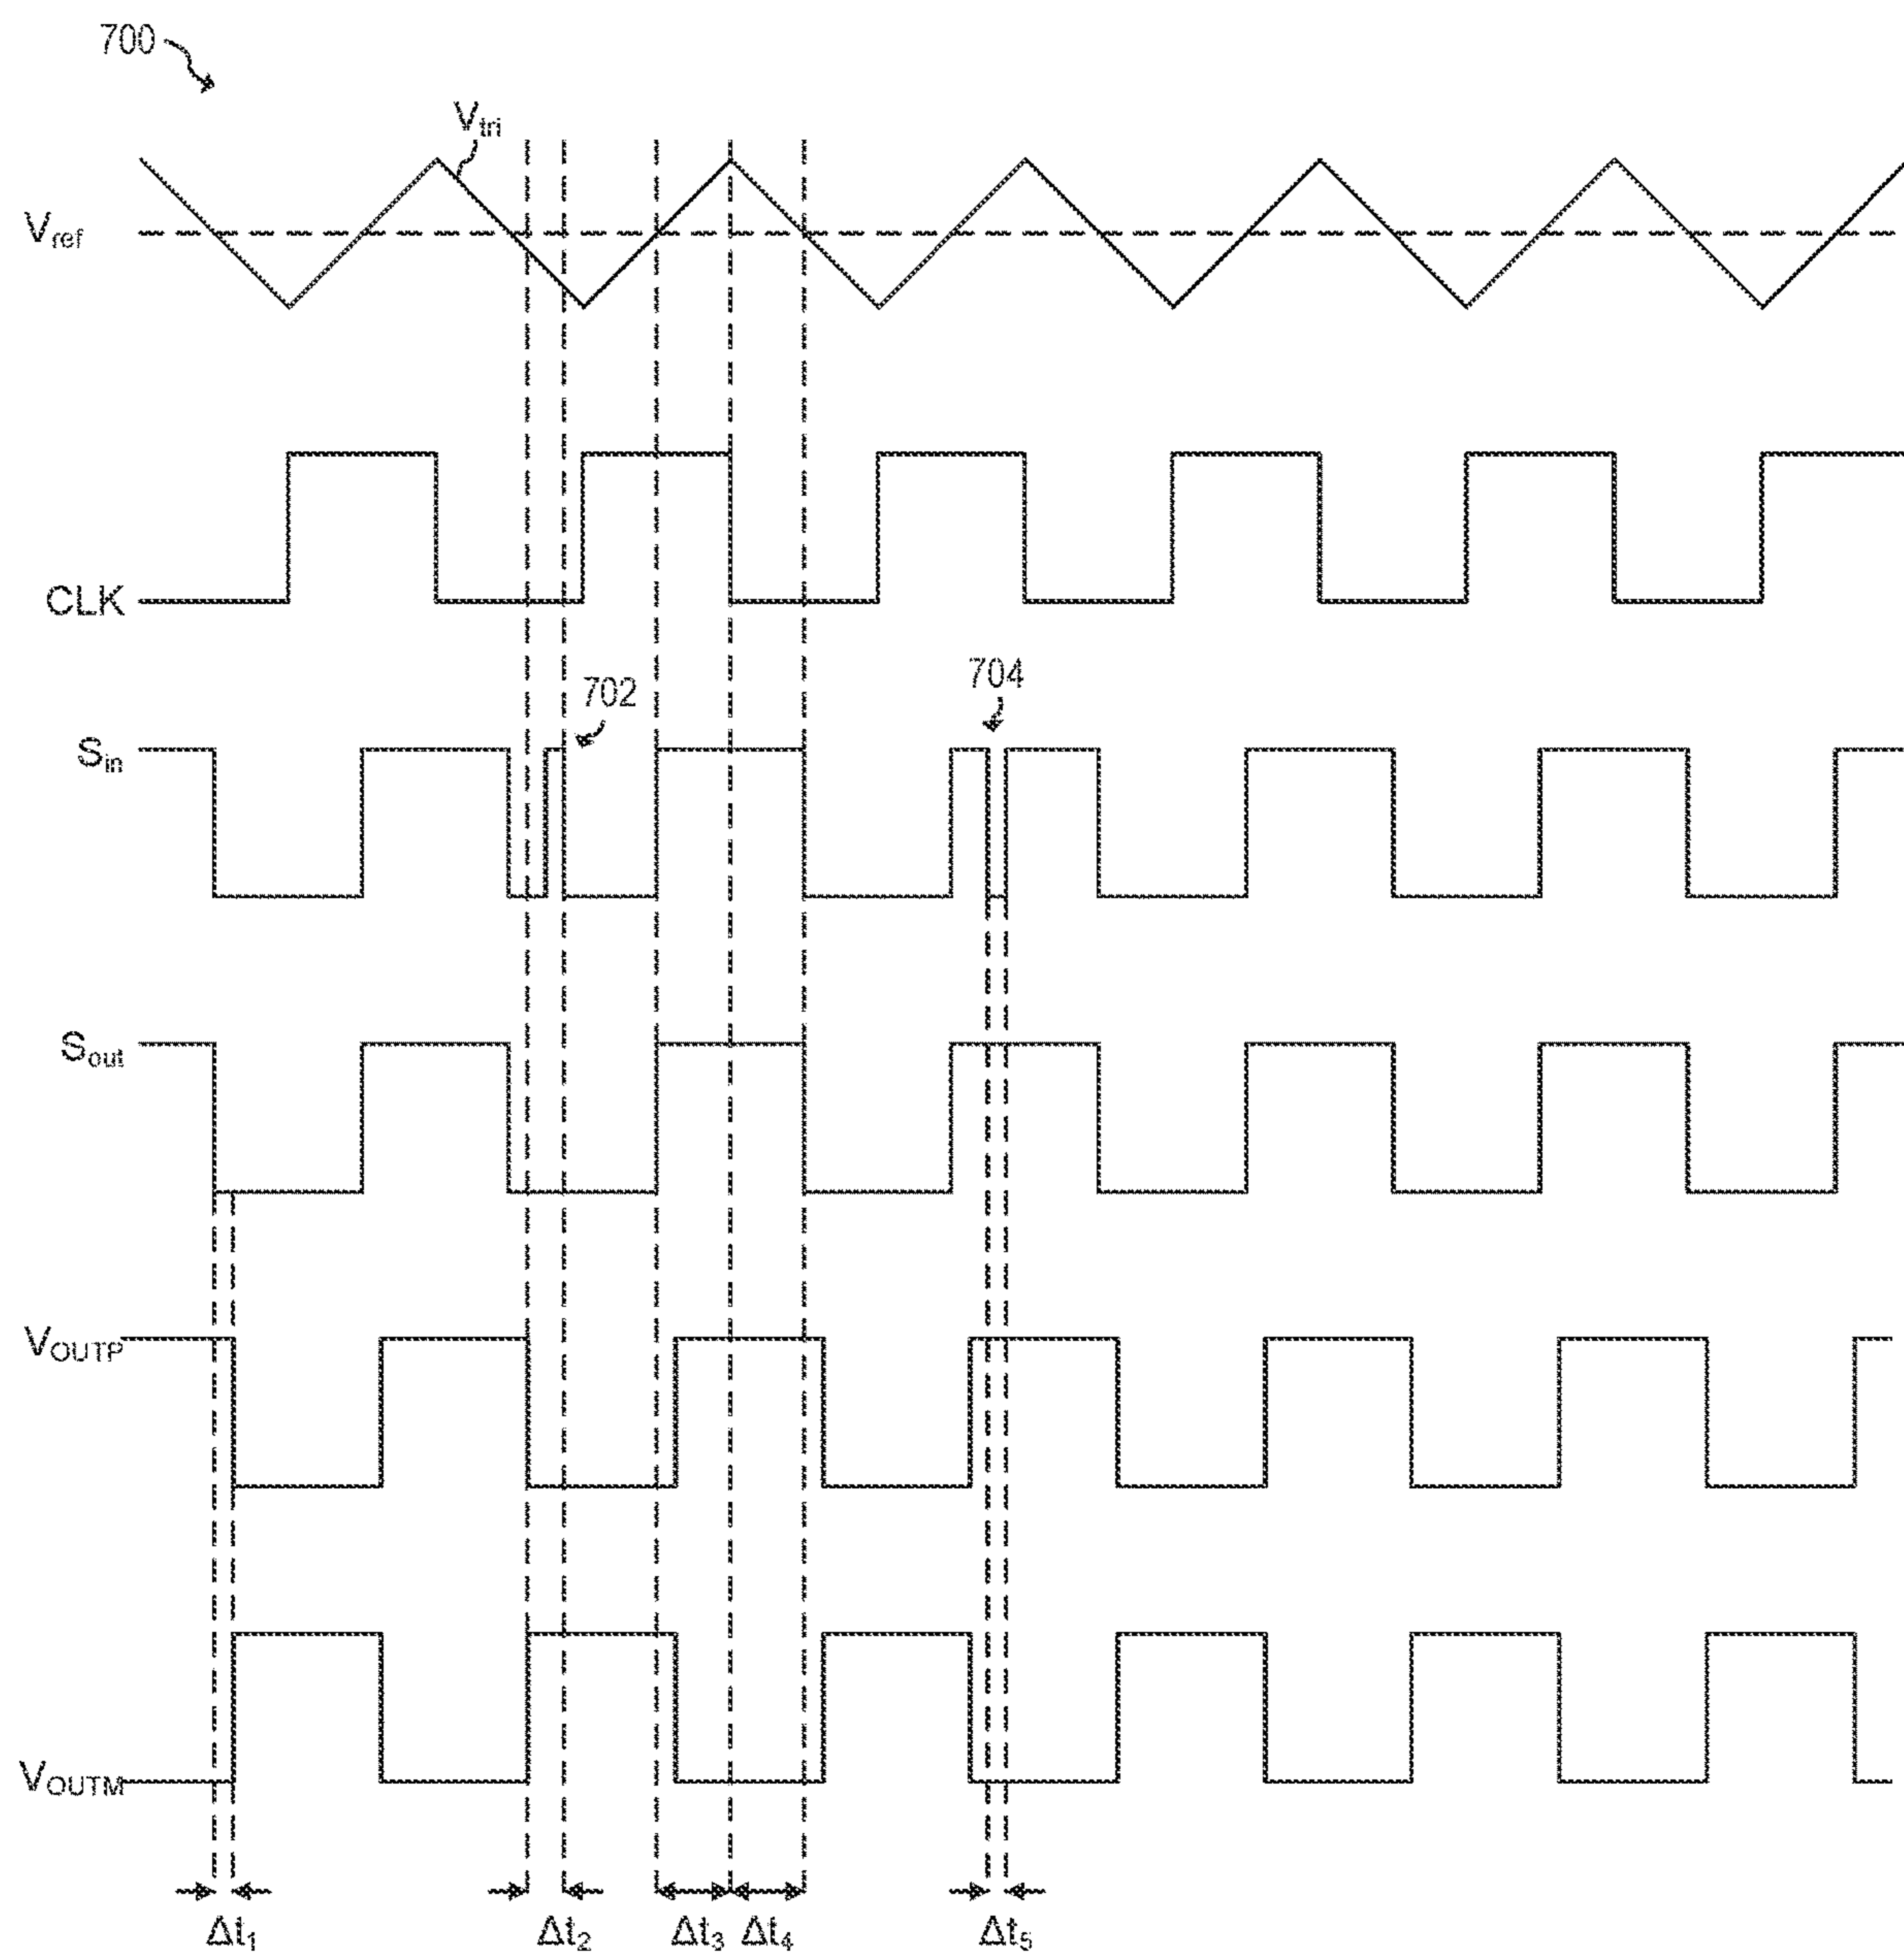 700
Vtri
Vref
CLK
702
704
Sin
Sout
VOUTP
VOUTM
Δt1
Δt2
Δt3
Δt4
Δt5